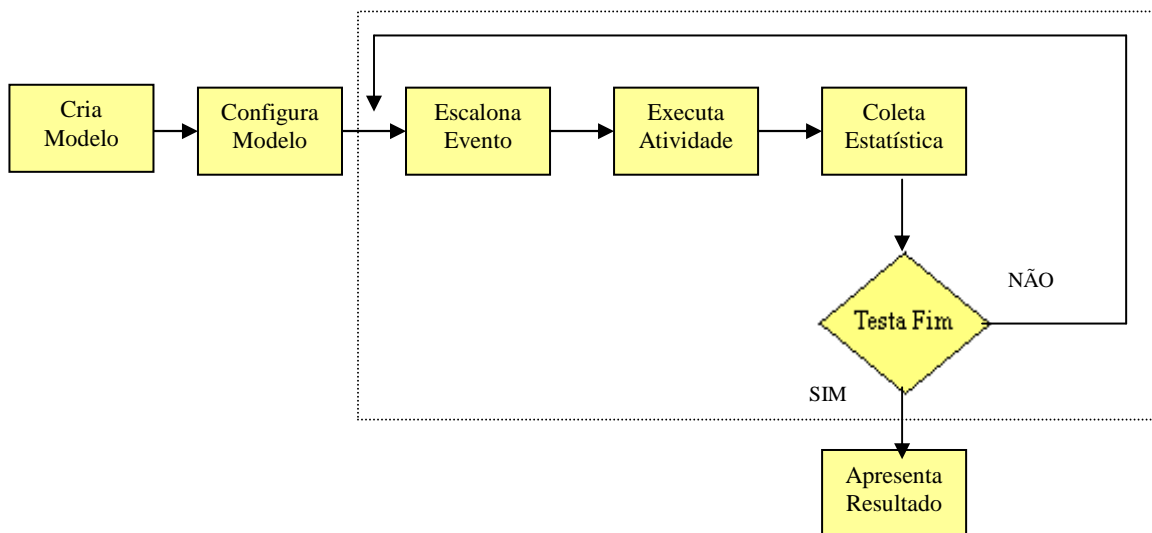 Cria
Modelo
Configura
Modelo
Escalona
Evento
Executa
Atividade
Coleta
Estatística
Testa Fim
NÃO
SIM
Apresenta
Resultado